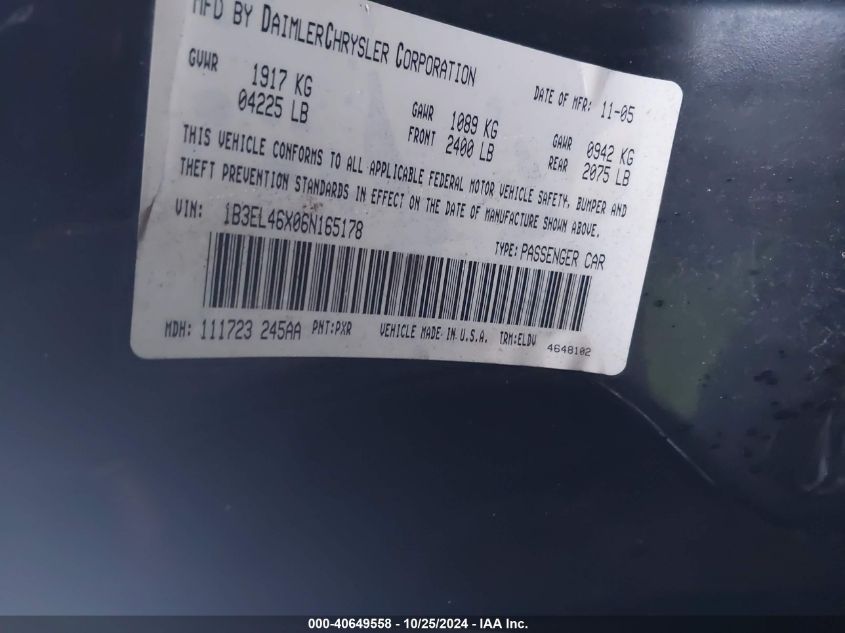 MFD BY DAIMLERCHRYSLER CORPORATION
DATE OF MFR: 11-05
GVWR 1917 KG 04225 LB
GAWR FRONT 1089 KG 2400 LB
GAWR REAR 0942 KG 2075 LB
THIS VEHICLE CONFORMS TO ALL APPLICABLE FEDERAL MOTOR VEHICLE SAFETY, BUMPER AND
THEFT PREVENTION STANDARDS IN EFFECT ON THE DATE OF MANUFACTURE SHOWN ABOVE.
VIN: 1B3EL46X06N165178
TYPE: PASSENGER CAR
MDH: 111723 245AA PNT:PXR VEHICLE MADE IN U.S.A. TRM:ELDV
4648102
000-40649558 - 10/25/2024 - IAA Inc.